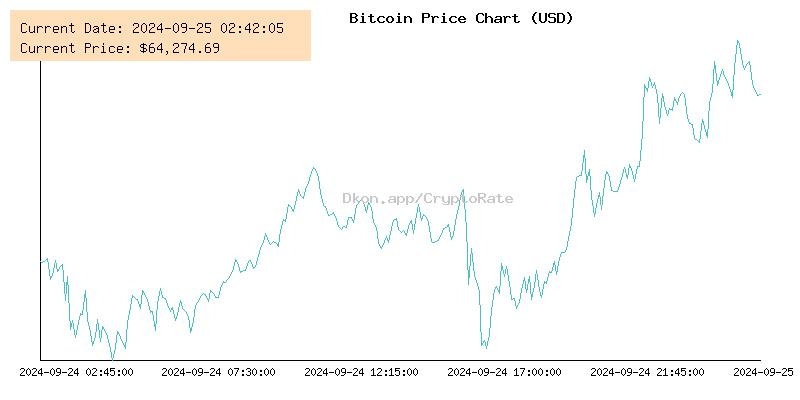 Bitcoin Price Chart (USD)
Current Date: 2024-09-25 02:42:05
Current Price: $64,274.69
Dkon.app/CryptoRate
2024-09-24 02:45:00 2024-09-24 07:30:00 2024-09-24 12:15:00 2024-09-24 17:00:00 2024-09-24 21:45:00 2024-09-25